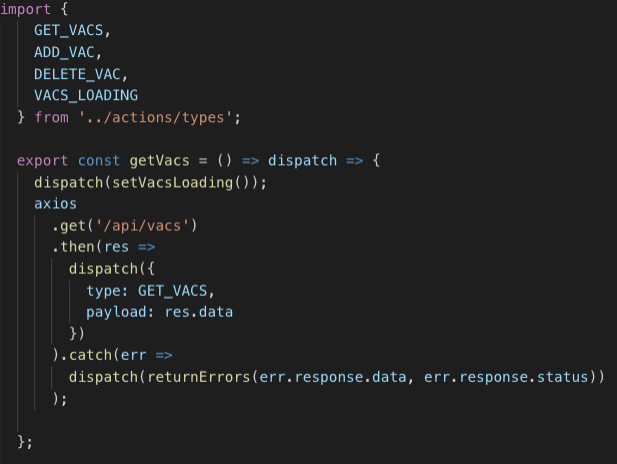 import {
    GET_VACS,
    ADD_VAC,
    DELETE_VAC,
    VACS_LOADING
  } from '../actions/types';

  export const getVacs = () => dispatch => {
    dispatch(setVacsLoading());
    axios
      .get('/api/vacs')
      .then(res =>
        dispatch({
          type: GET_VACS,
          payload: res.data
        })
      ).catch(err =>
        dispatch(returnErrors(err.response.data, err.response.status))
      );

  };